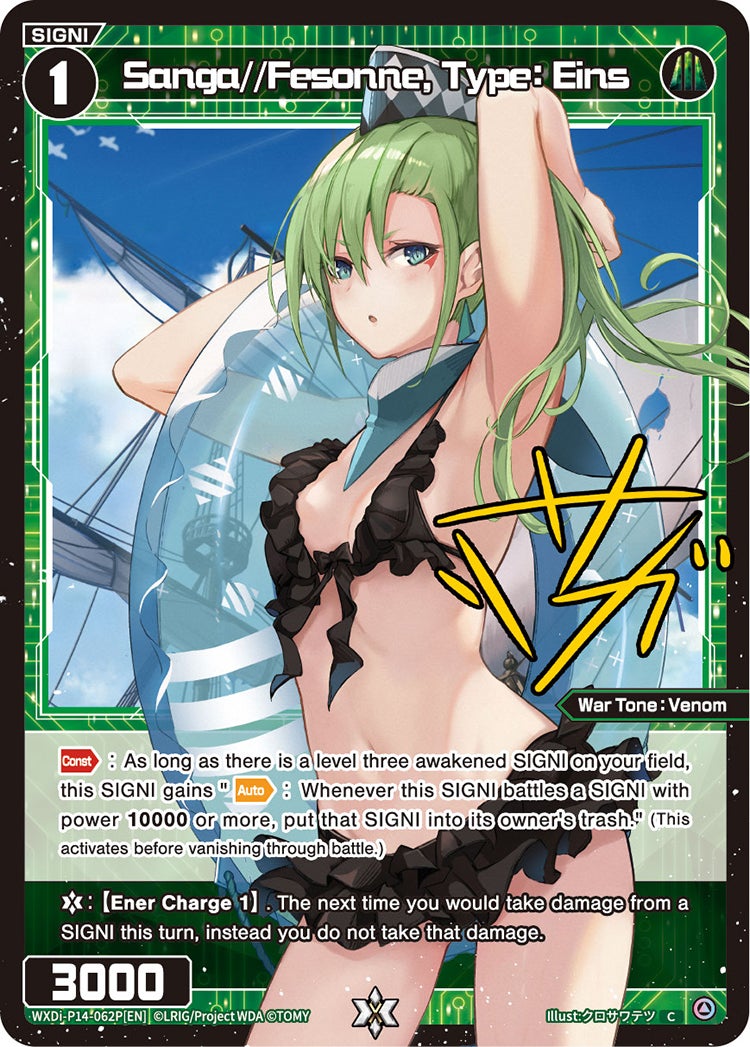 SIGNI
1
Sanga//Fesonne, Type: Eins
サンガ
War Tone : Venom
Const : As long as there is a level three awakened SIGNI on your field,
this SIGNI gains " Auto : Whenever this SIGNI battles a SIGNI with
power 10000 or more, put that SIGNI into its owner's trash." (This
activates before vanishing through battle.)
: 【Ener Charge 1】. The next time you would take damage from a
SIGNI this turn, instead you do not take that damage.
3000
WXDi-P14-062P[EN] ©LRIG/Project WDA ©TOMY
Illust:クロサワテツ C